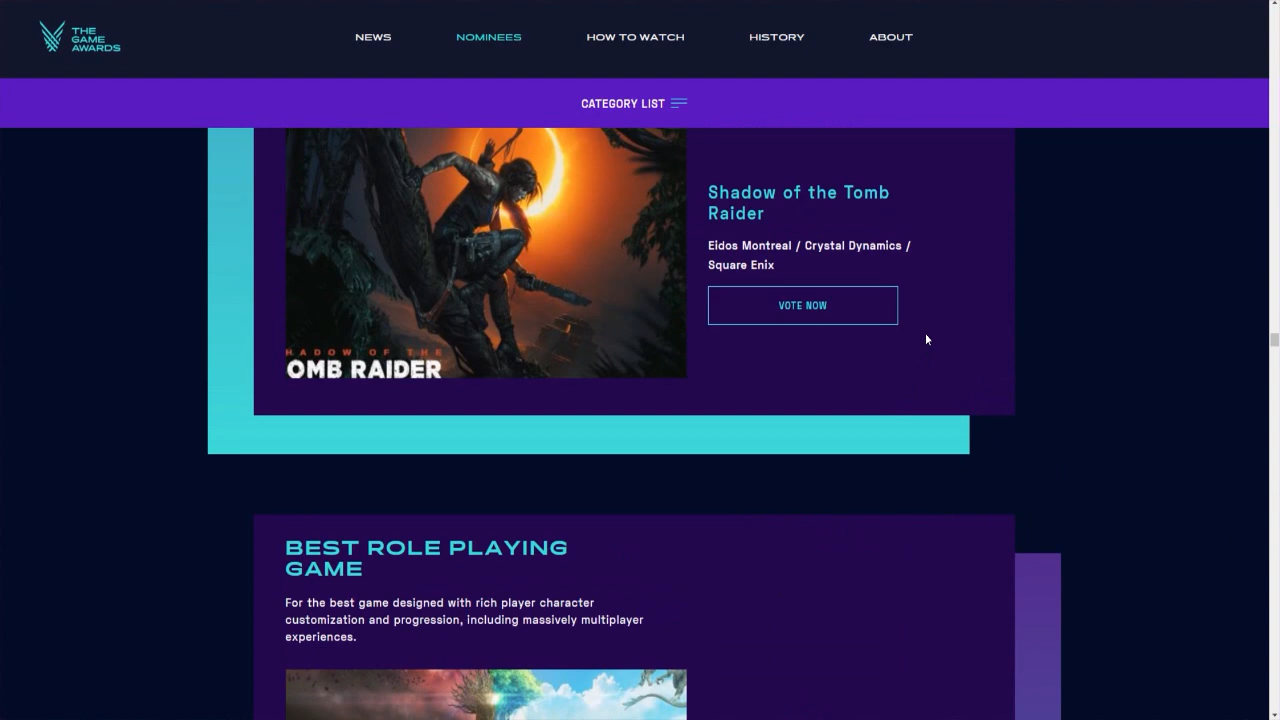 THE
GAME
AWARDS
NEWS NOMINEES HOW TO WATCH HISTORY ABOUT
CATEGORY LIST
Shadow of the Tomb
Raider
Eidos Montreal / Crystal Dynamics /
Square Enix
VOTE NOW
HADOW OF THE
OMB RAIDER
BEST ROLE PLAYING
GAME
For the best game designed with rich player character
customization and progression, including massively multiplayer
experiences.